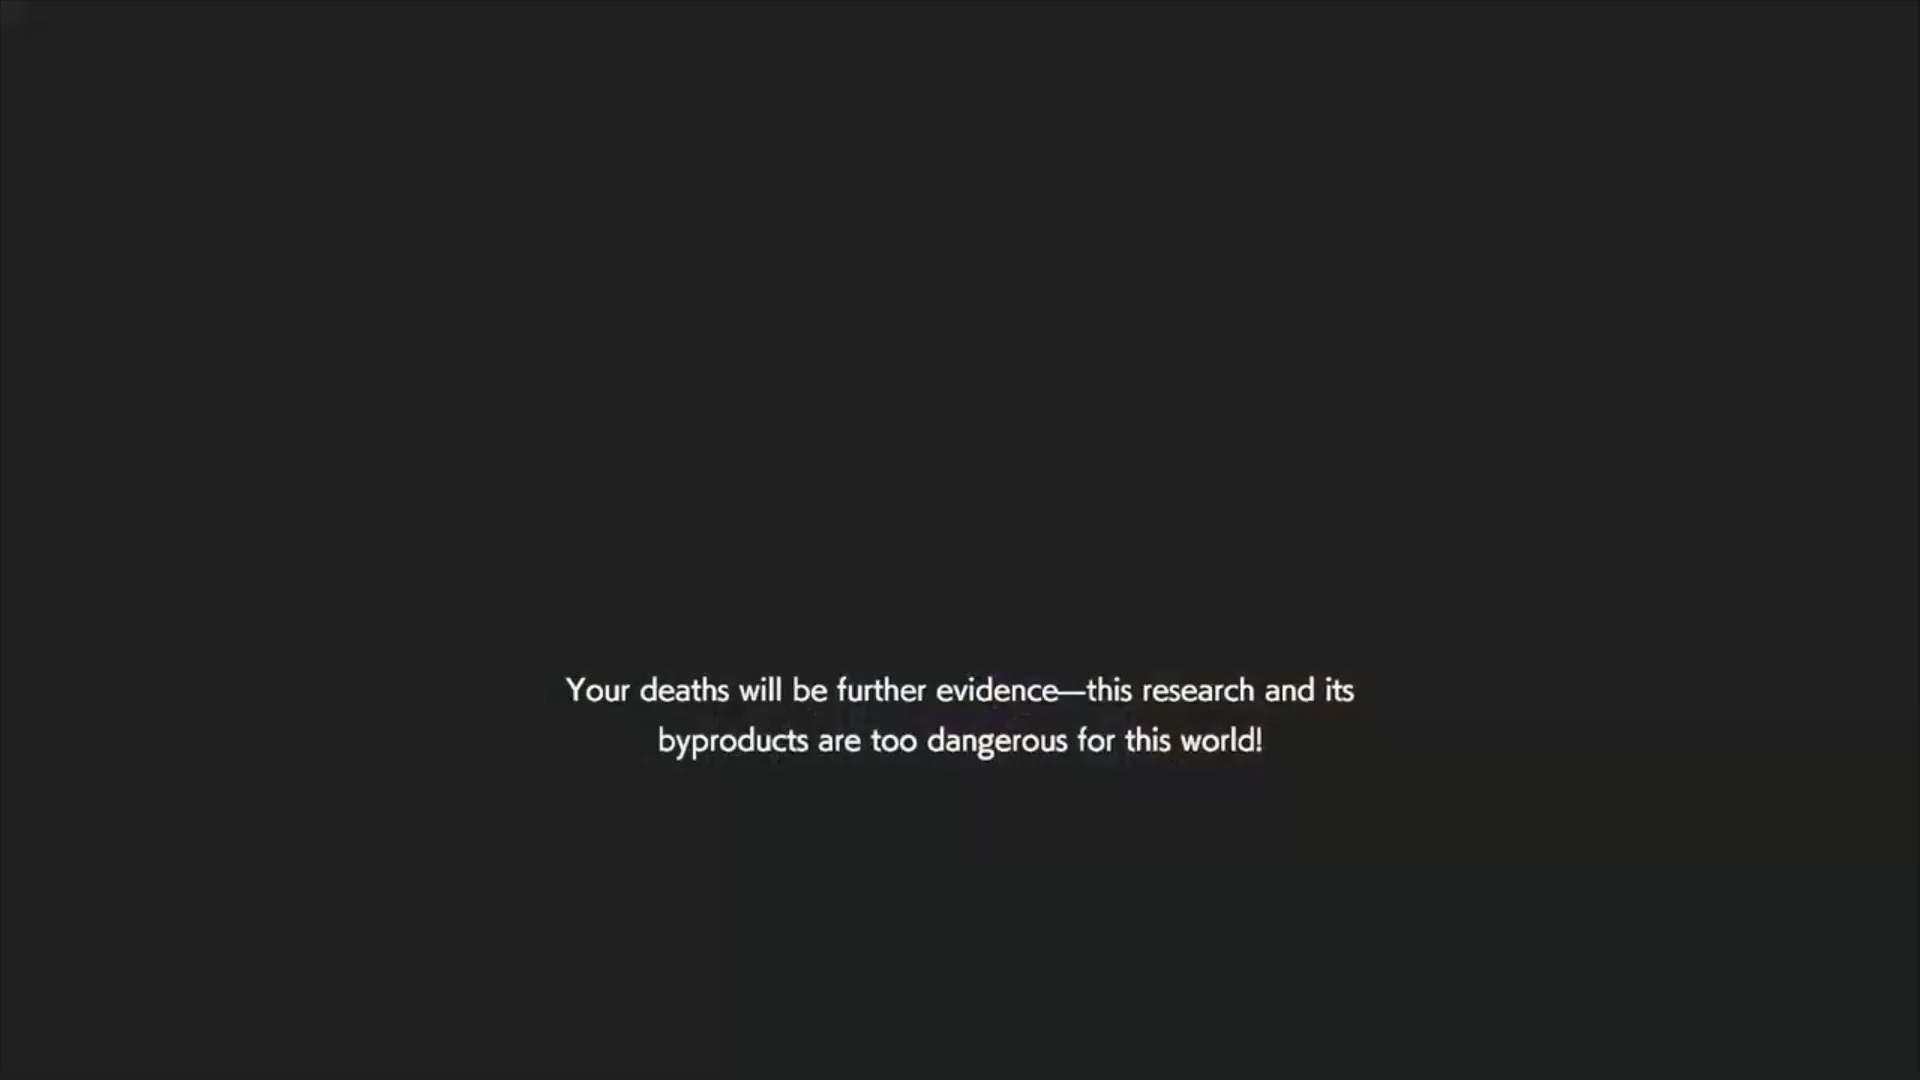 Your deaths will be further evidence—this research and its
byproducts are too dangerous for this world!